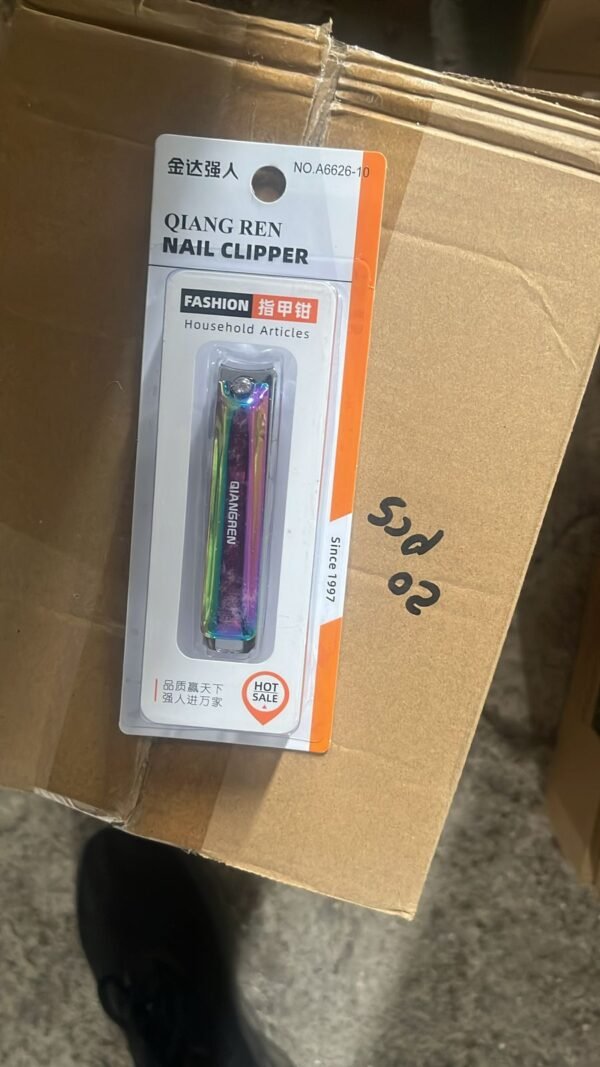 金达强人
NO.A6626-10
QIANG REN
NAIL CLIPPER
FASHION 指甲钳
Household Articles
QIANGREN
Since 1997
品质赢天下
强人进万家
HOT
SALE
20
pcs